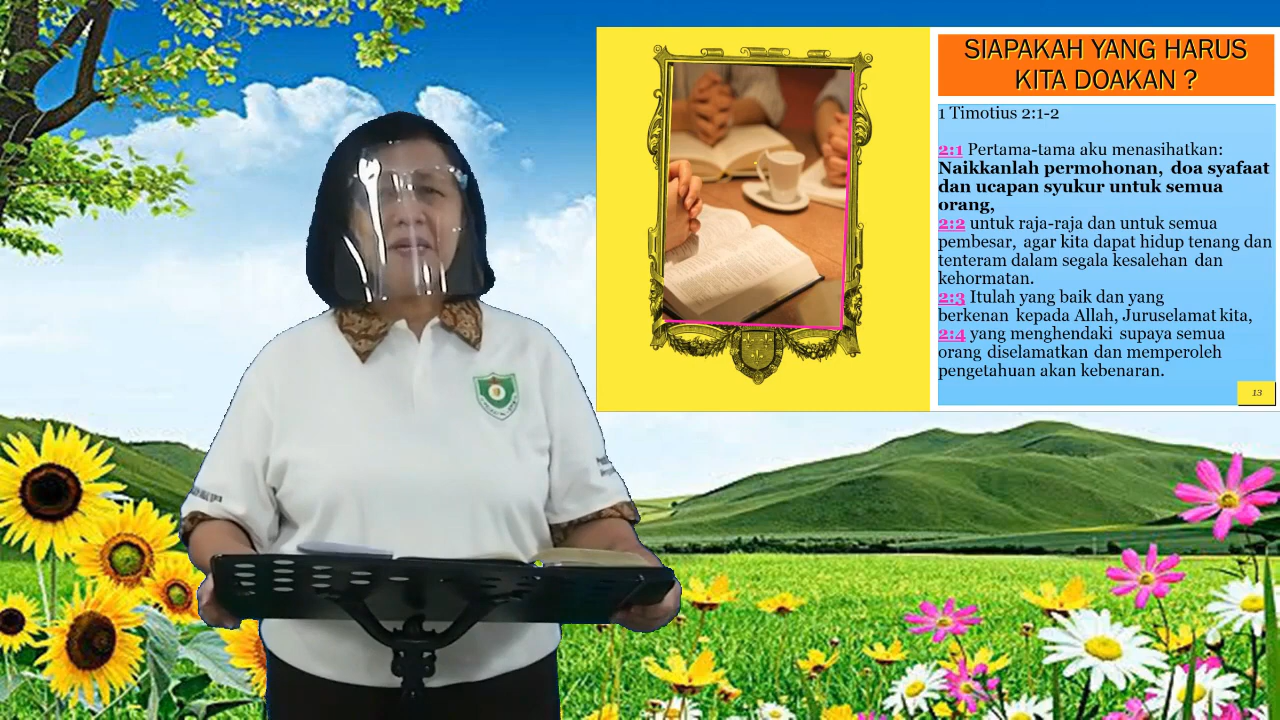 SIAPAKAH YANG HARUS
KITA DOAKAN ?
1 Timotius 2:1-2
2:1 Pertama-tama aku menasihatkan:
Naikkanlah permohonan, doa syafaat
dan ucapan syukur untuk semua
orang,
2:2 untuk raja-raja dan untuk semua
pembesar, agar kita dapat hidup tenang dan
tenteram dalam segala kesalehan dan
kehormatan.
2:3 Itulah yang baik dan yang
berkenan kepada Allah, Juruselamat kita,
2:4 yang menghendaki supaya semua
orang diselamatkan dan memperoleh
pengetahuan akan kebenaran.
13